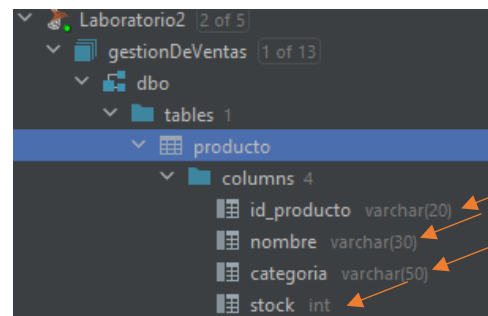 Laboratorio2 2 of 5
gestionDeVentas 1 of 13
dbo
tables 1
producto
columns 4
id_producto varchar(20)
nombre varchar(30)
categoria varchar(50)
stock int